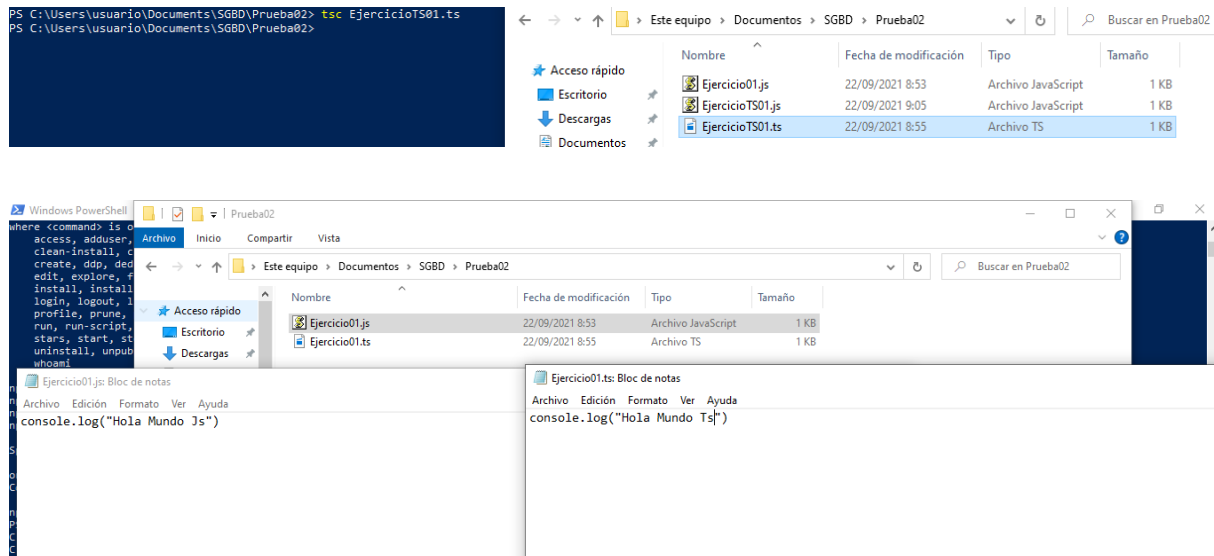 PS C:\Users\usuario\Documents\SGBD\Prueba02> tsc EjercicioTS01.ts
PS C:\Users\usuario\Documents\SGBD\Prueba02>
Este equipo > Documentos > SGBD > Prueba02
Buscar en Prueba02
Nombre Fecha de modificación Tipo Tamaño
Acceso rápido
Escritorio
Descargas
Documentos
Ejercicio01.js 22/09/2021 8:53 Archivo JavaScript 1 KB
EjercicioTS01.js 22/09/2021 9:05 Archivo JavaScript 1 KB
EjercicioTS01.ts 22/09/2021 8:55 Archivo TS 1 KB
Windows PowerShell
where <command> is o
access, adduser,
clean-install, c
create, ddp, ded
edit, explore, f
install, install
login, logout, l
profile, prune,
run, run-script,
stars, start, st
uninstall, unpub
whoami
Prueba02
Archivo Inicio Compartir Vista
Este equipo > Documentos > SGBD > Prueba02
Buscar en Prueba02
Nombre Fecha de modificación Tipo Tamaño
Acceso rápido
Escritorio
Descargas
Ejercicio01.js 22/09/2021 8:53 Archivo JavaScript 1 KB
Ejercicio01.ts 22/09/2021 8:55 Archivo TS 1 KB
Ejercicio01.js: Bloc de notas
Archivo Edición Formato Ver Ayuda
console.log("Hola Mundo Js")
Ejercicio01.ts: Bloc de notas
Archivo Edición Formato Ver Ayuda
console.log("Hola Mundo Ts")